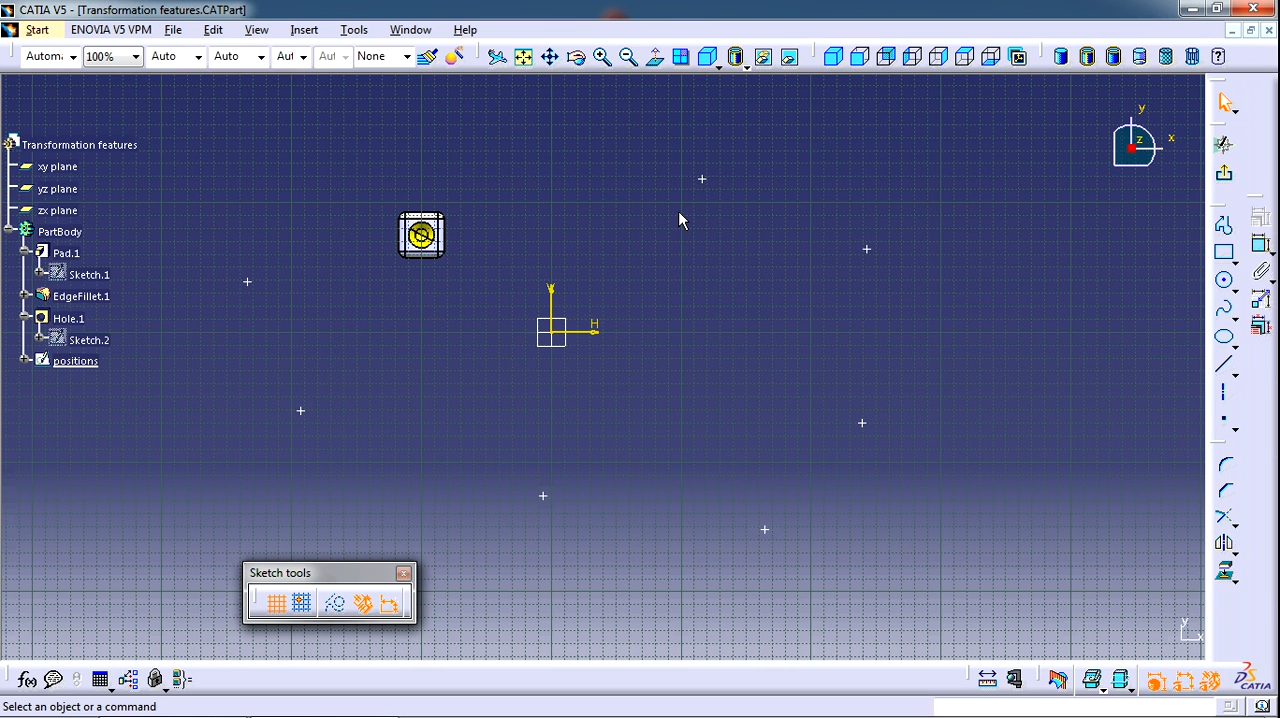 CATIA V5 - [Transformation features.CATPart]
Start ENOVIA V5 VPM File Edit View Insert Tools Window Help
Autom 100% Auto Auto Aut Aut None
y
x
z
Transformation features
xy plane
yz plane
zx plane
PartBody
Pad.1
Sketch.1
EdgeFillet.1
Hole.1
Sketch.2
positions
V
H
Sketch tools
y
x
f(x)
CATIA
Select an object or a command